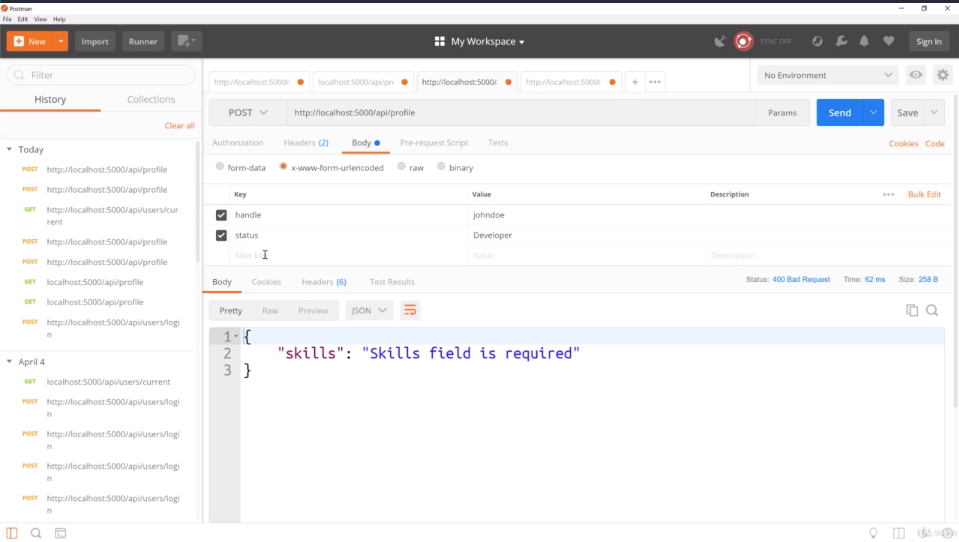 Postman
File Edit View Help
New Import Runner My Workspace SYNC OFF Sign In
Filter
History Collections
Clear all
Today
POST http://localhost:5000/api/profile
POST http://localhost:5000/api/profile
GET http://localhost:5000/api/users/cur
rent
POST http://localhost:5000/api/profile
POST http://localhost:5000/api/profile
GET localhost:5000/api/profile
GET localhost:5000/api/profile
POST http://localhost:5000/api/users/logi
n
April 4
GET localhost:5000/api/users/current
POST http://localhost:5000/api/users/logi
n
POST http://localhost:5000/api/users/logi
n
POST http://localhost:5000/api/users/logi
n
POST http://localhost:5000/api/users/logi
n
http://localhost:5000/ localhost:5000/api/pro http://localhost:5000/. http://localhost:5000/ + No Environment
POST http://localhost:5000/api/profile Params Send Save
Authorization Headers (2) Body Pre-request Script Tests Cookies Code
form-data x-www-form-urlencoded raw binary
Key Value Description Bulk Edit
handle johndoe
status Developer
New key Value Description
Body Cookies Headers (6) Test Results Status: 400 Bad Request Time: 62 ms Size: 258 B
Pretty Raw Preview JSON
1 {
2 "skills": "Skills field is required"
3 }